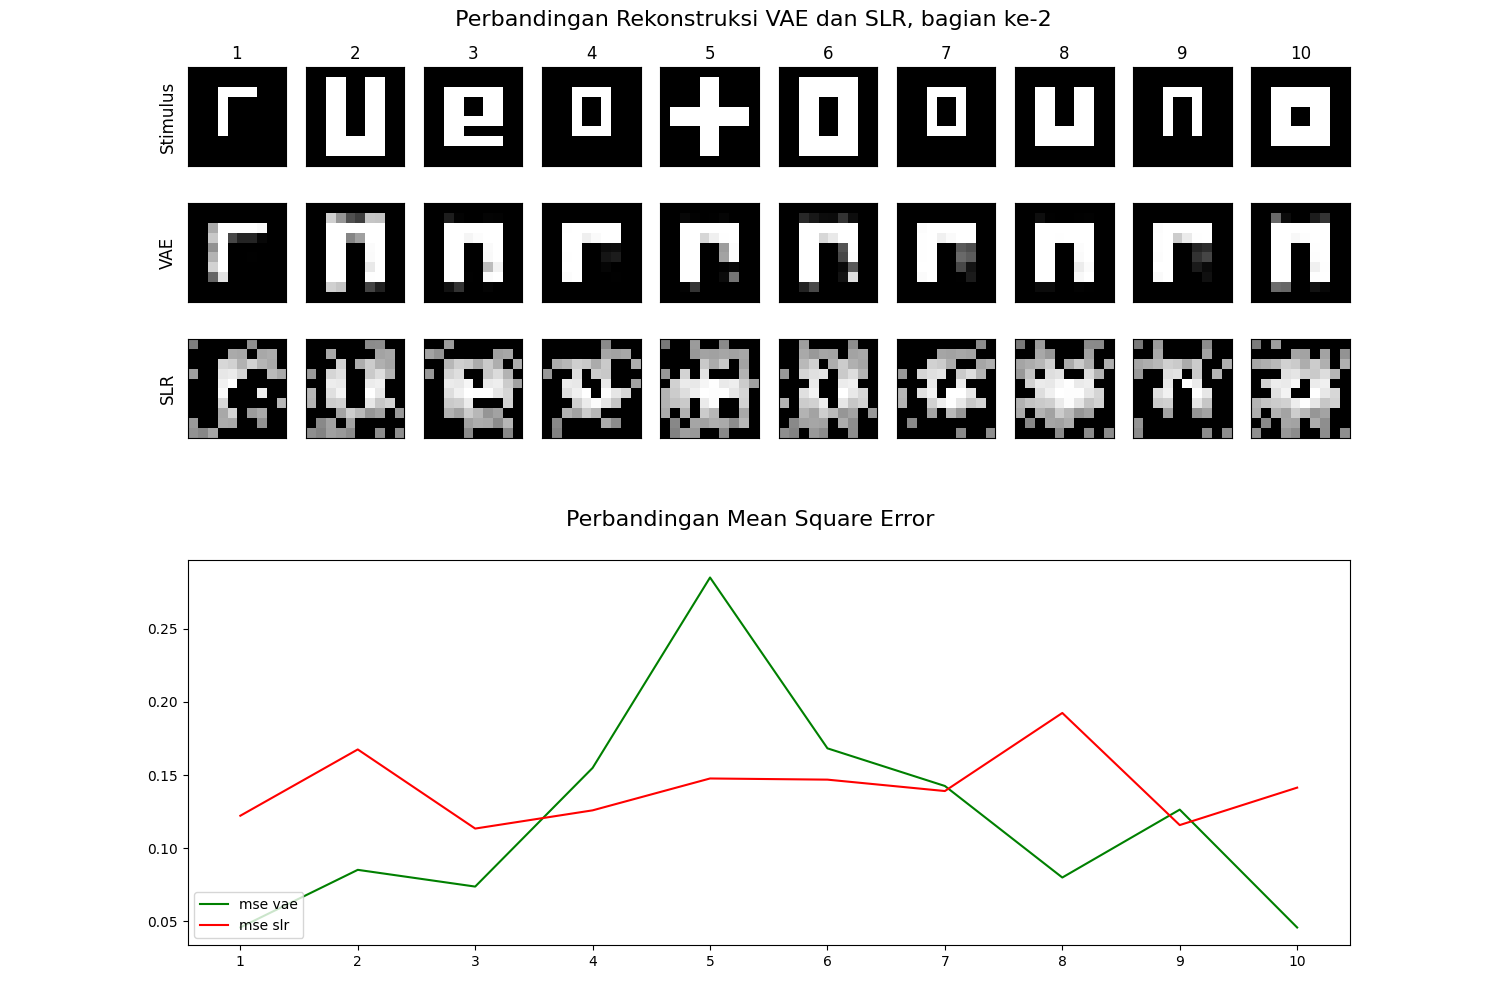 Perbandingan Rekonstruksi VAE dan SLR, bagian ke-2
1 2 3 4 5 6 7 8 9 10
Stimulus
VAE
SLR
Perbandingan Mean Square Error
0.25
0.20
0.15
0.10
0.05
mse vae
mse slr
1 2 3 4 5 6 7 8 9 10